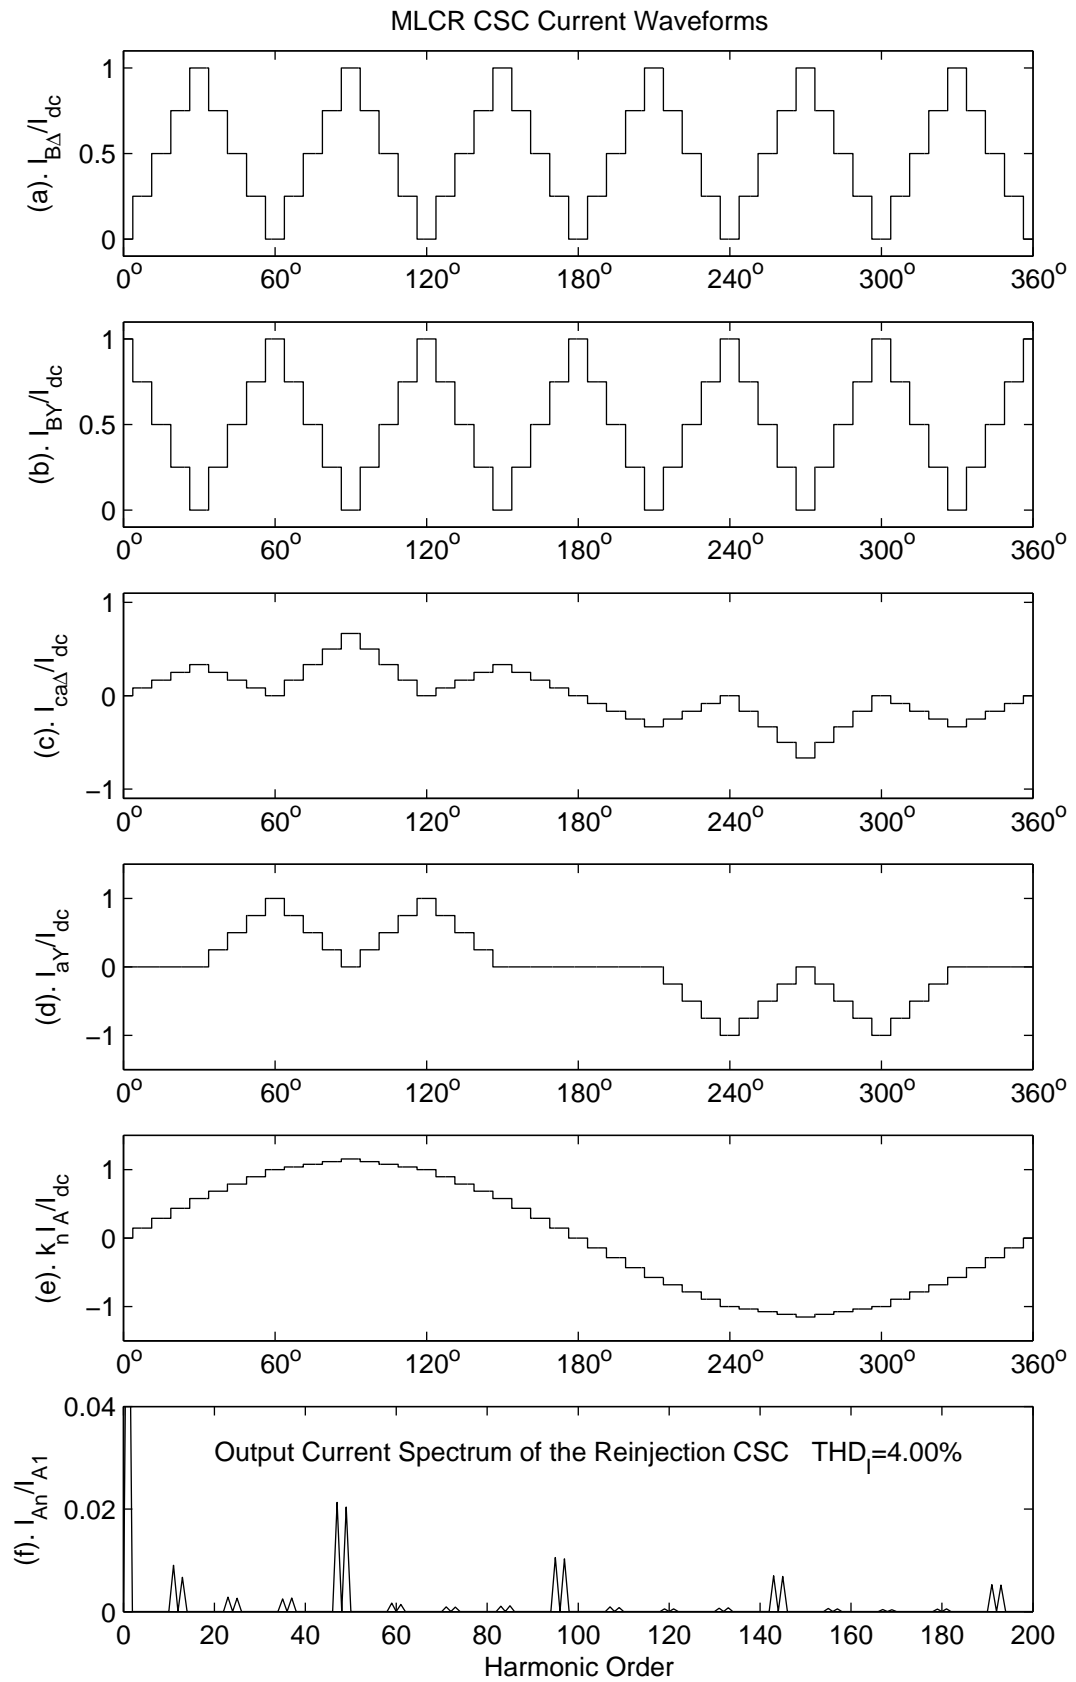 MLCR CSC Current Waveforms
(a). I_BΔ/I_dc
1
0.5
0
0° 60° 120° 180° 240° 300° 360°
(b). I_BY/I_dc
1
0.5
0
0° 60° 120° 180° 240° 300° 360°
(c). I_caΔ/I_dc
1
0
−1
0° 60° 120° 180° 240° 300° 360°
(d). I_aY/I_dc
1
0
−1
0° 60° 120° 180° 240° 300° 360°
(e). k_n I_A/I_dc
1
0
−1
0° 60° 120° 180° 240° 300° 360°
(f). I_An/I_A1
0.04
Output Current Spectrum of the Reinjection CSC THD_I=4.00%
0.02
0
0 20 40 60 80 100 120 140 160 180 200
Harmonic Order